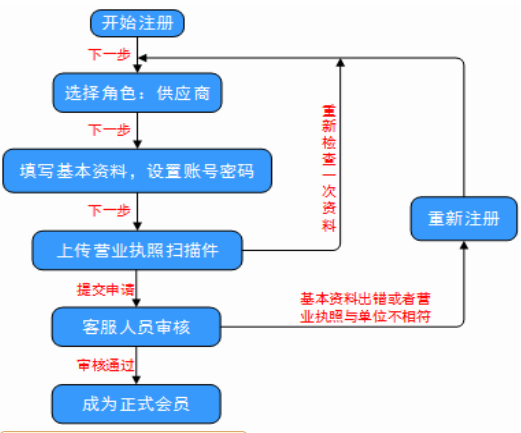 开始注册
下一步
选择角色：供应商
下一步
填写基本资料，设置账号密码
下一步
上传营业执照扫描件
重新检查一次资料
重新注册
提交申请
客服人员审核
基本资料出错或者营
业执照与单位不相符
审核通过
成为正式会员